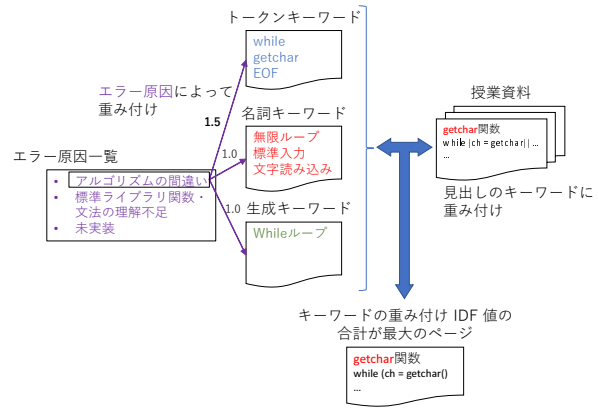 トークンキーワード
while
getchar
EOF
エラー原因によって
重み付け
1.5
名詞キーワード
無限ループ
標準入力
文字読み込み
1.0
エラー原因一覧
• アルゴリズムの間違い
• 標準ライブラリ関数・
文法の理解不足
• 未実装
1.0
生成キーワード
Whileループ
授業資料
getchar関数
while (ch = getchar() ...
...
見出しのキーワードに
重み付け
キーワードの重み付け IDF 値の
合計が最大のページ
getchar関数
while (ch = getchar()
...